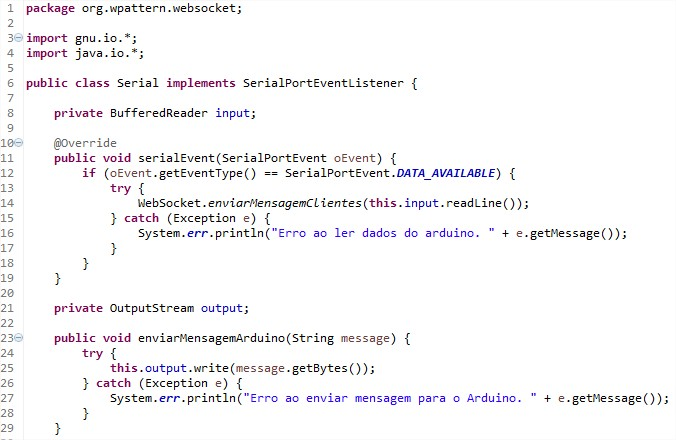 1 package org.wpattern.websocket;
2
3 import gnu.io.*;
4 import java.io.*;
5
6 public class Serial implements SerialPortEventListener {
7
8     private BufferedReader input;
9
10     @Override
11     public void serialEvent(SerialPortEvent oEvent) {
12         if (oEvent.getEventType() == SerialPortEvent.DATA_AVAILABLE) {
13             try {
14                 WebSocket.enviarMensagemClientes(this.input.readLine());
15             } catch (Exception e) {
16                 System.err.println("Erro ao ler dados do arduino. " + e.getMessage());
17             }
18         }
19     }
20
21     private OutputStream output;
22
23     public void enviarMensagemArduino(String message) {
24         try {
25             this.output.write(message.getBytes());
26         } catch (Exception e) {
27             System.err.println("Erro ao enviar mensagem para o Arduino. " + e.getMessage());
28         }
29     }